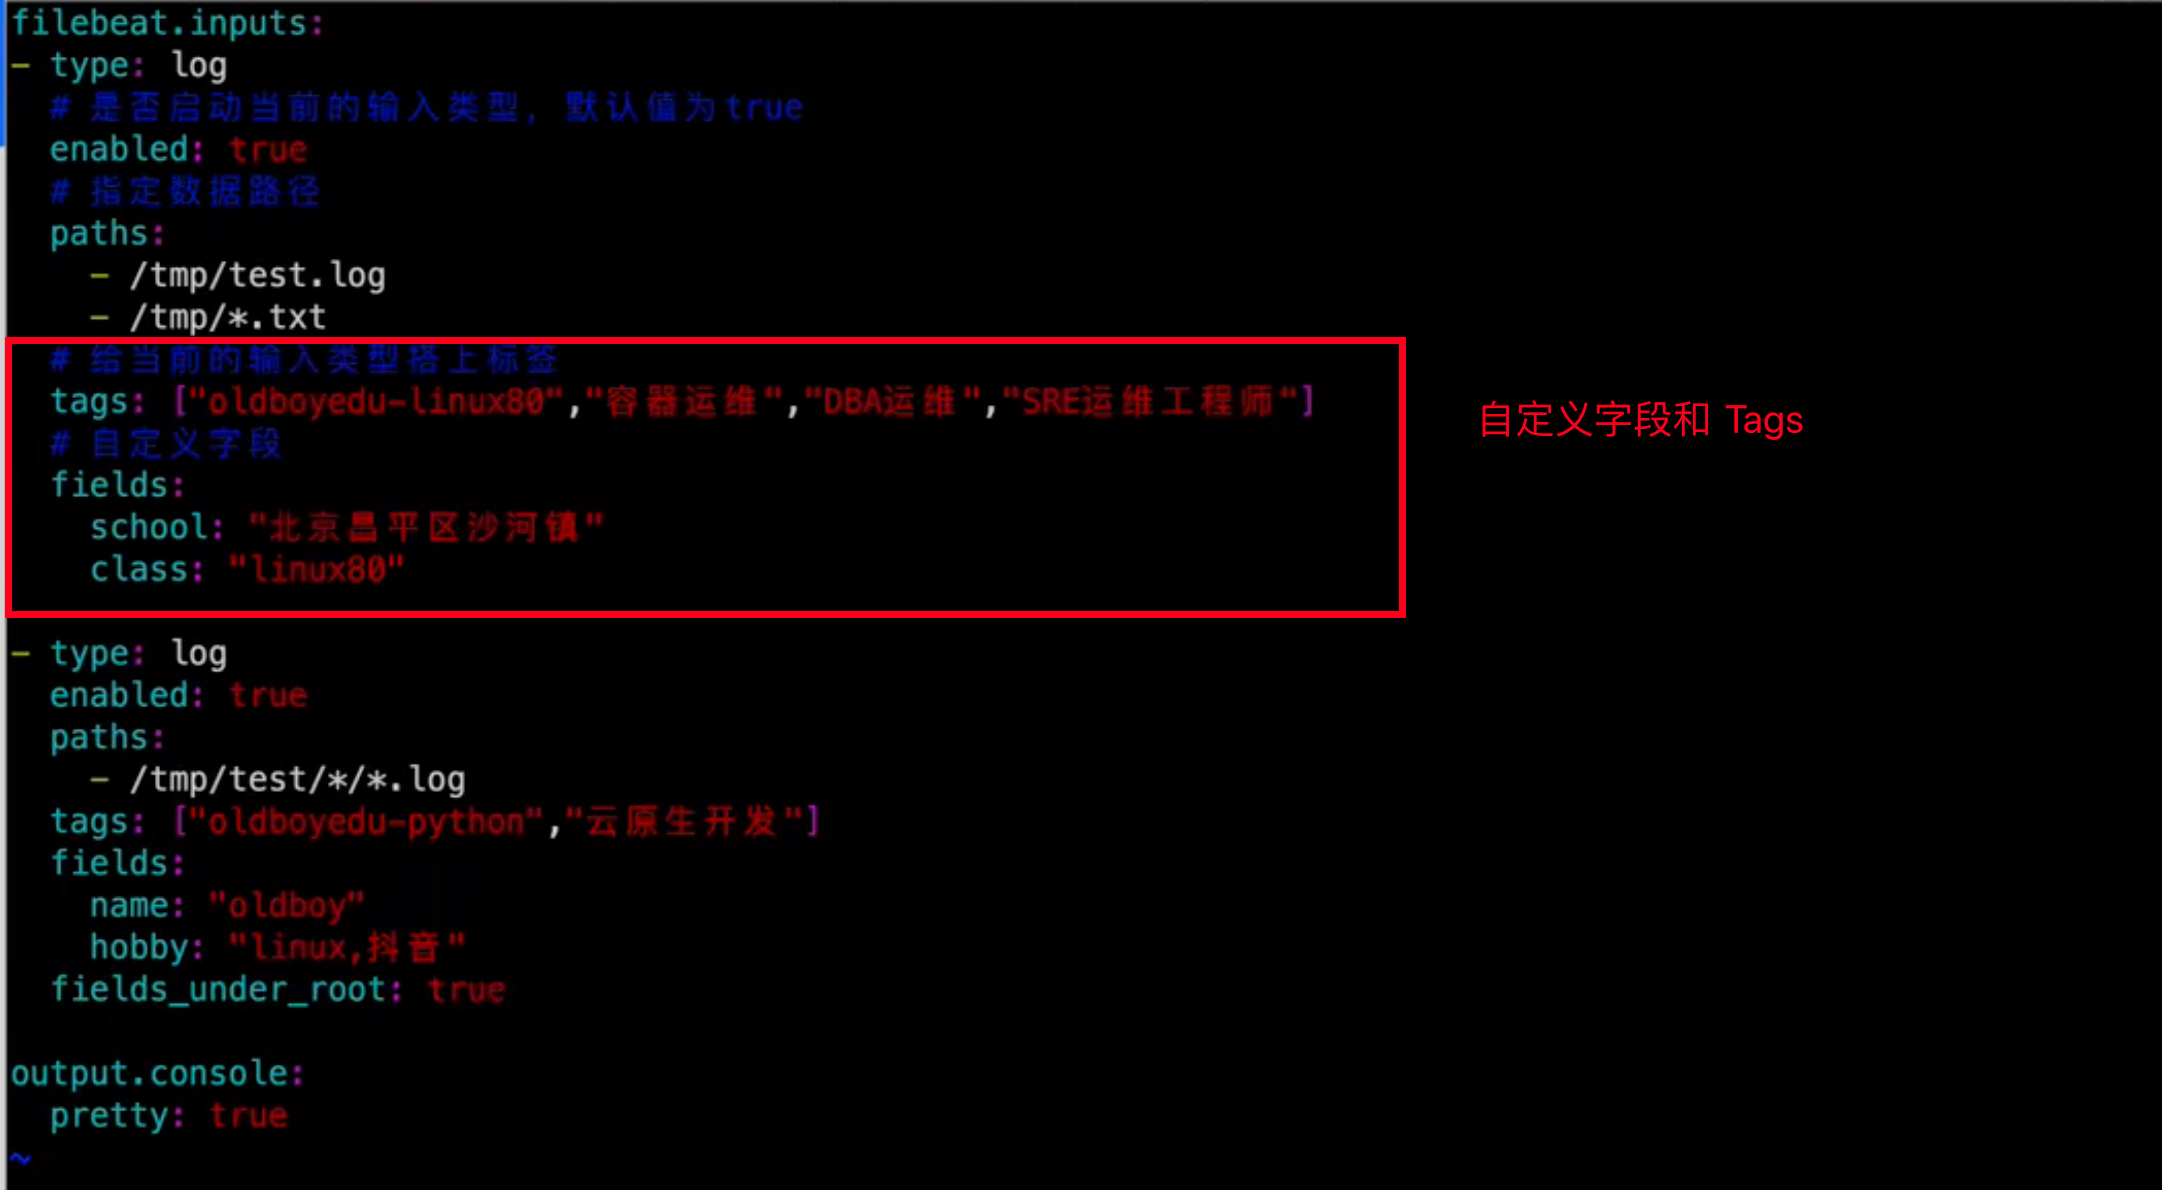 filebeat.inputs:
- type: log
  # 是否启动当前的输入类型，默认值为true
  enabled: true
  # 指定数据路径
  paths:
    - /tmp/test.log
    - /tmp/*.txt
  # 给当前的输入类型搭上标签
  tags: ["oldboyedu-linux80","容器运维","DBA运维","SRE运维工程师"]
自定义字段和 Tags
  # 自定义字段
  fields:
    school: "北京昌平区沙河镇"
    class: "linux80"
- type: log
  enabled: true
  paths:
    - /tmp/test/*/*.log
  tags: ["oldboyedu-python","云原生开发"]
  fields:
    name: "oldboy"
    hobby: "linux,抖音"
  fields_under_root: true
output.console:
  pretty: true
~